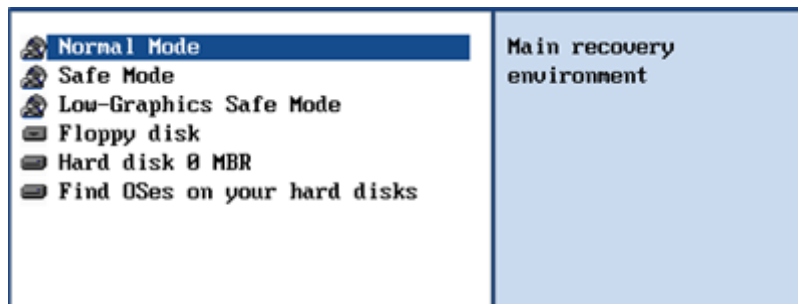 Normal Mode
Safe Mode
Low-Graphics Safe Mode
Floppy disk
Hard disk 0 MBR
Find OSes on your hard disks
Main recovery
environment